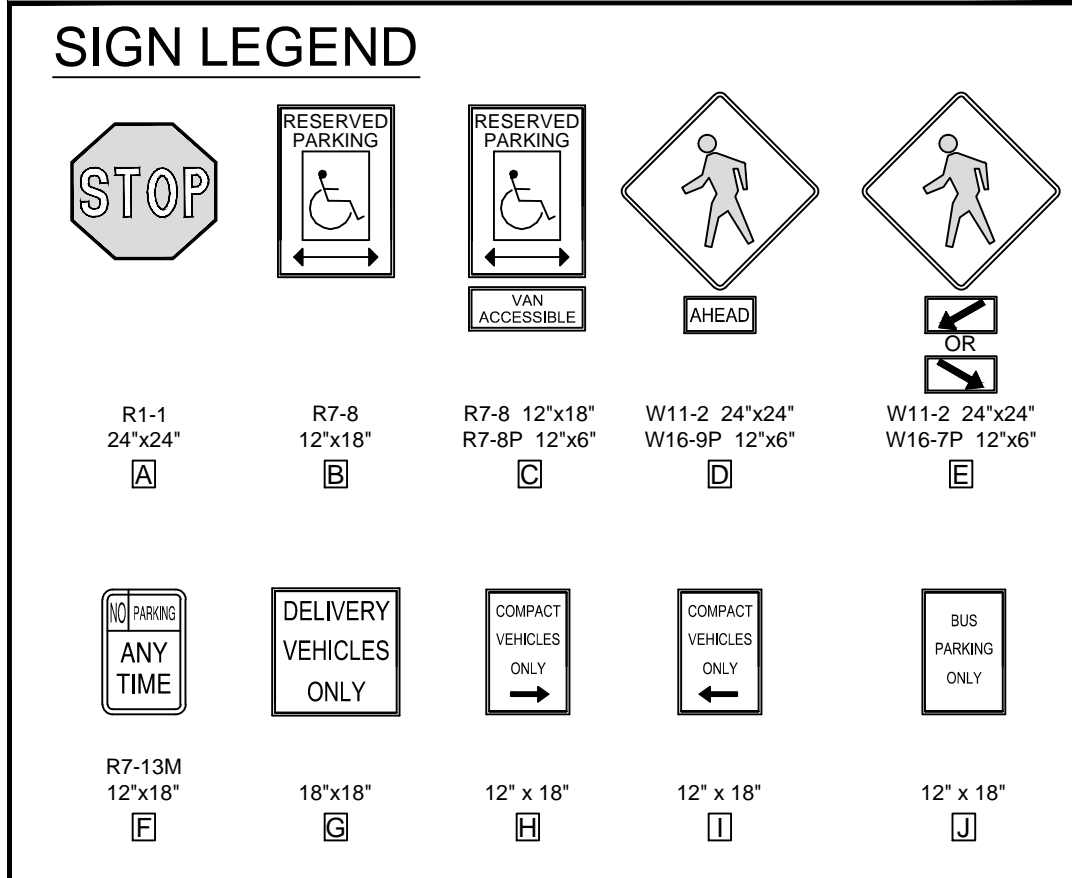 SIGN LEGEND
STOP
RESERVED
PARKING
RESERVED
PARKING
VAN
ACCESSIBLE
AHEAD
OR
R1-1
24"x24"
A
R7-8
12"x18"
B
R7-8 12"x18"
R7-8P 12"x6"
C
W11-2 24"x24"
W16-9P 12"x6"
D
W11-2 24"x24"
W16-7P 12"x6"
E
NO PARKING
ANY
TIME
R7-13M
12"x18"
F
DELIVERY
VEHICLES
ONLY
18"x18"
G
COMPACT
VEHICLES
ONLY
12" x 18"
H
COMPACT
VEHICLES
ONLY
12" x 18"
I
BUS
PARKING
ONLY
12" x 18"
J